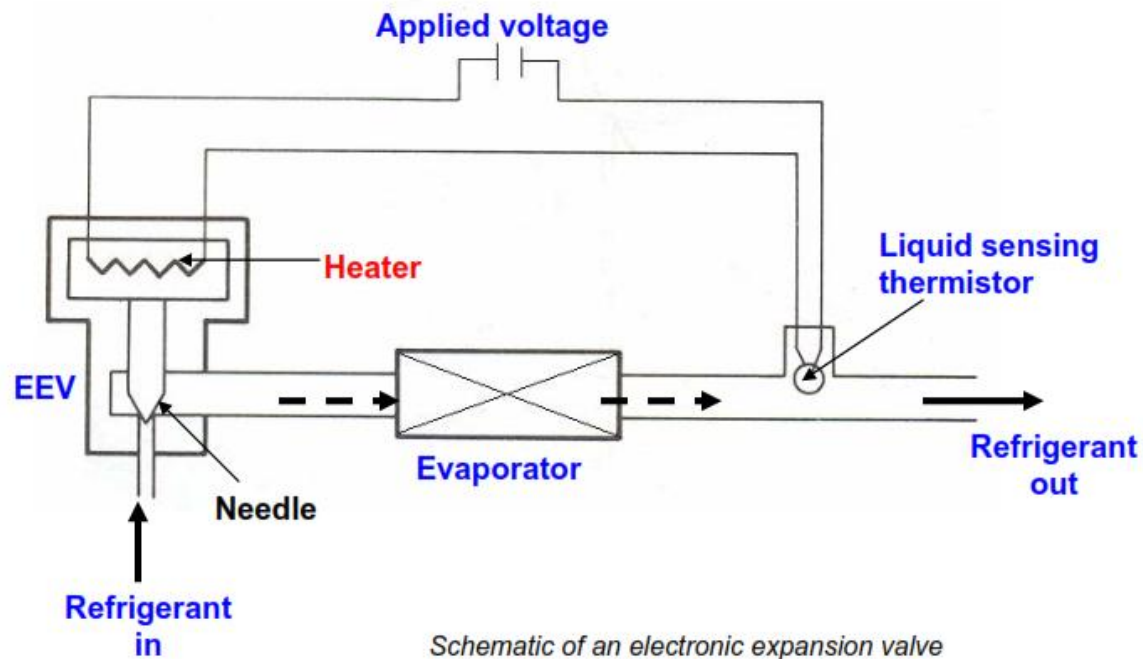 Applied voltage
Heater
Liquid sensing
thermistor
EEV
Evaporator
Refrigerant
out
Needle
Refrigerant
in
Schematic of an electronic expansion valve